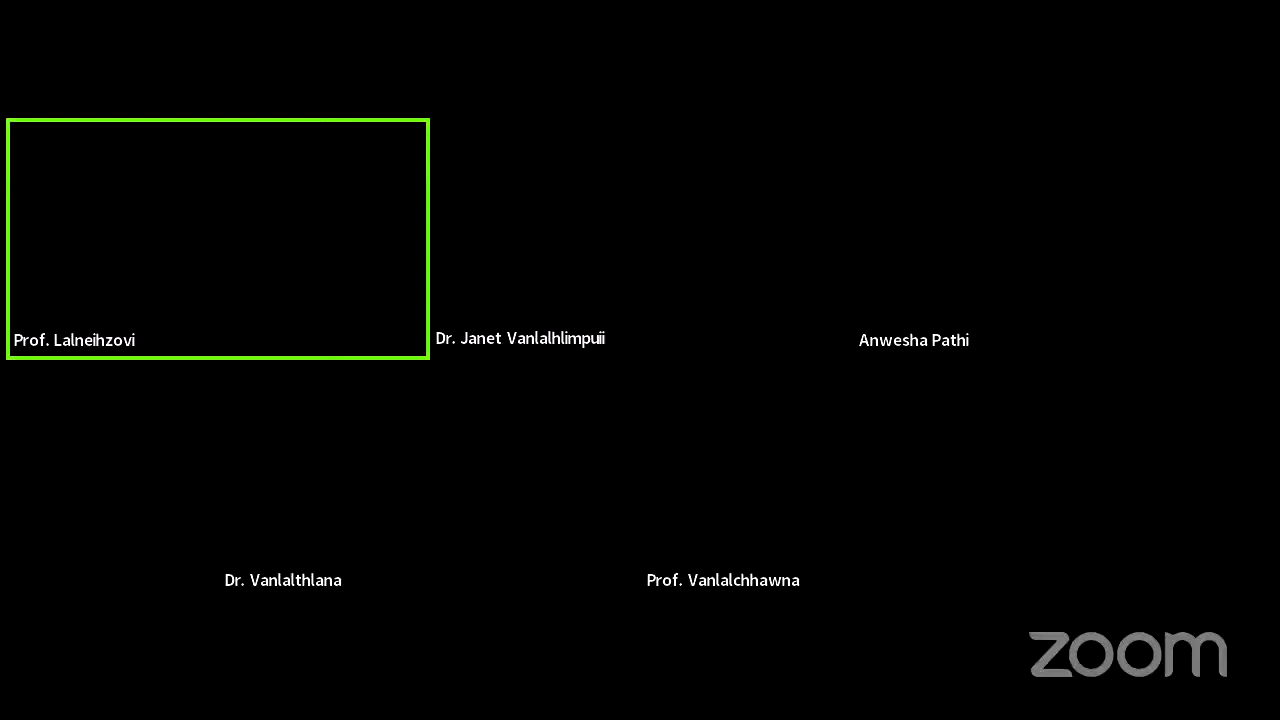 Prof. Lalneihzovi
Dr. Janet Vanlalhlimpuii
Anwesha Pathi
Dr. Vanlalthlana
Prof. Vanlalchhawna
zoom